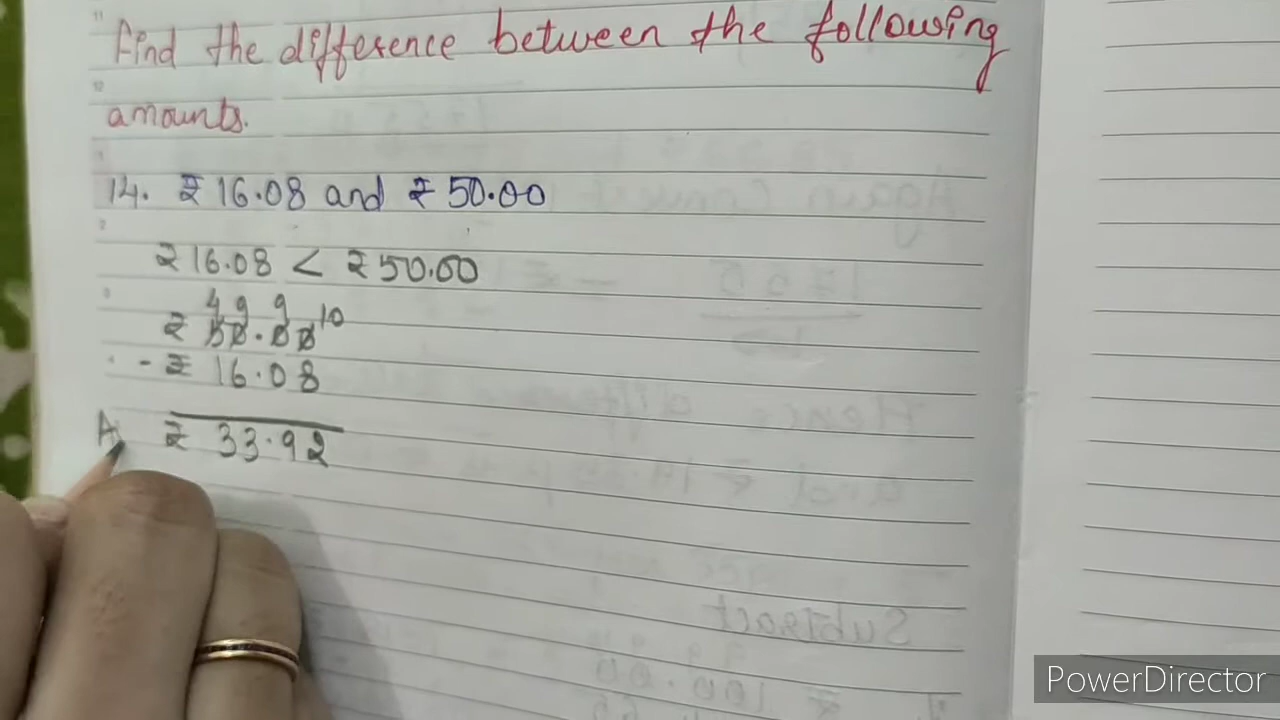 Find the difference between the following
amounts.
14. ₹ 16.08 and ₹ 50.00
₹ 16.08 < ₹ 50.00
4 9 9 10
₹ 50.00
- ₹ 16.08
A ₹ 33.92
Subtract
PowerDirector